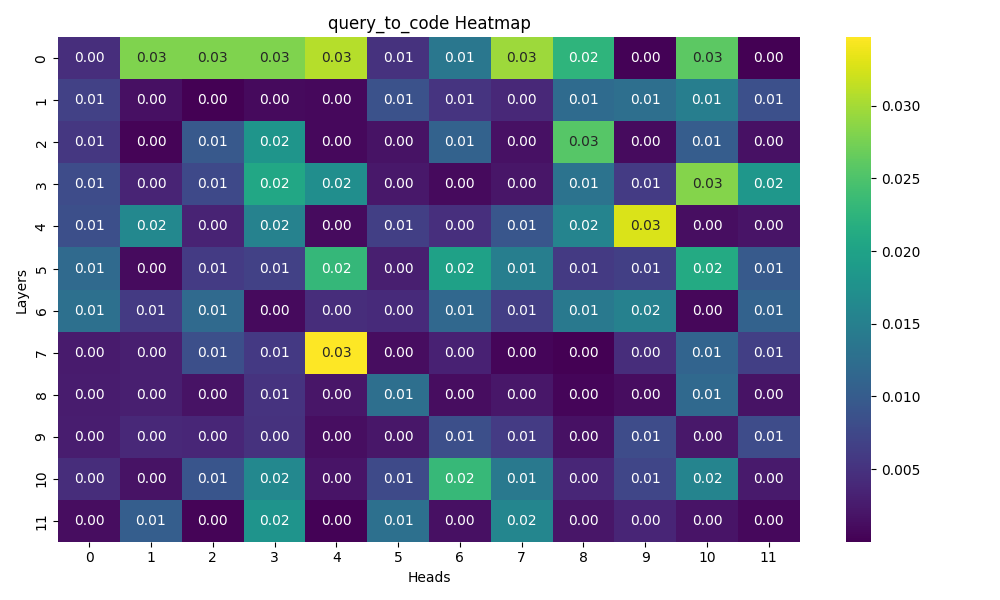 query_to_code Heatmap
0 0.00 0.03 0.03 0.03 0.03 0.01 0.01 0.03 0.02 0.00 0.03 0.00
0.030
1 0.01 0.00 0.00 0.00 0.00 0.01 0.01 0.00 0.01 0.01 0.01 0.01
2 0.01 0.00 0.01 0.02 0.00 0.00 0.01 0.00 0.03 0.00 0.01 0.00
0.025
3 0.01 0.00 0.01 0.02 0.02 0.00 0.00 0.00 0.01 0.01 0.03 0.02
0.020
4 0.01 0.02 0.00 0.02 0.00 0.01 0.00 0.01 0.02 0.03 0.00 0.00
5 0.01 0.00 0.01 0.01 0.02 0.00 0.02 0.01 0.01 0.01 0.02 0.01
Layers
0.015
6 0.01 0.01 0.01 0.00 0.00 0.00 0.01 0.01 0.01 0.02 0.00 0.01
7 0.00 0.00 0.01 0.01 0.03 0.00 0.00 0.00 0.00 0.00 0.01 0.01
0.010
8 0.00 0.00 0.00 0.01 0.00 0.01 0.00 0.00 0.00 0.00 0.01 0.00
9 0.00 0.00 0.00 0.00 0.00 0.00 0.01 0.01 0.00 0.01 0.00 0.01
0.005
10 0.00 0.00 0.01 0.02 0.00 0.01 0.02 0.01 0.00 0.01 0.02 0.00
11 0.00 0.01 0.00 0.02 0.00 0.01 0.00 0.02 0.00 0.00 0.00 0.00
0 1 2 3 4 5 6 7 8 9 10 11
Heads